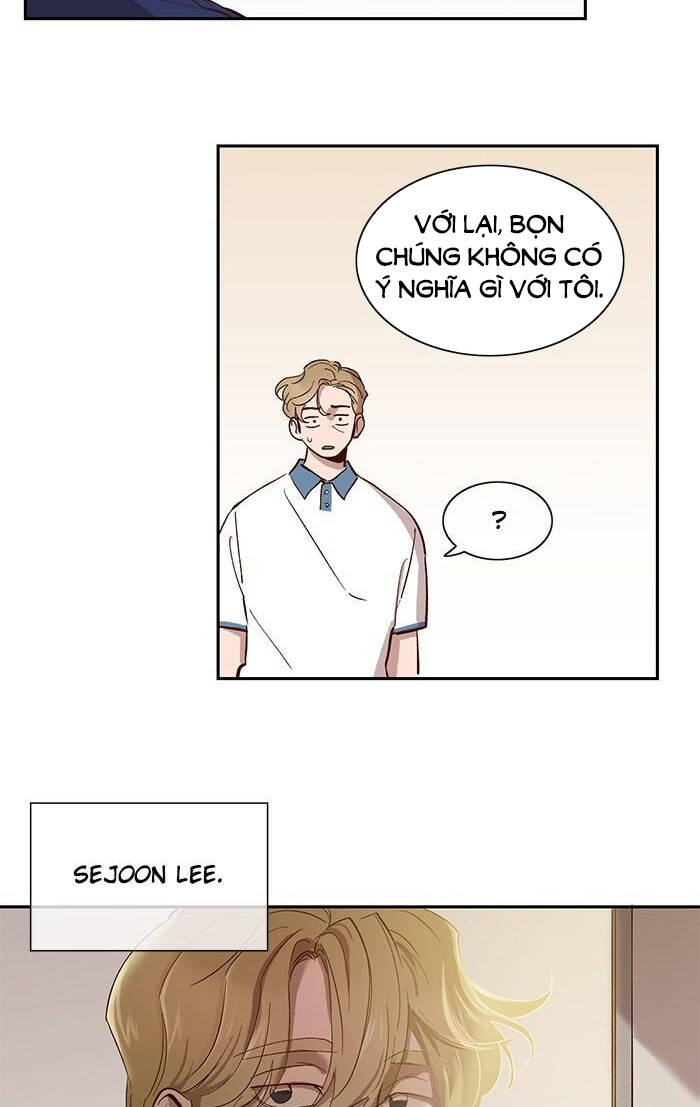 VỚI LẠI, BỌN
CHÚNG KHÔNG CÓ
Ý NGHĨA GÌ VỚI TÔI.
?
SEJOON LEE.